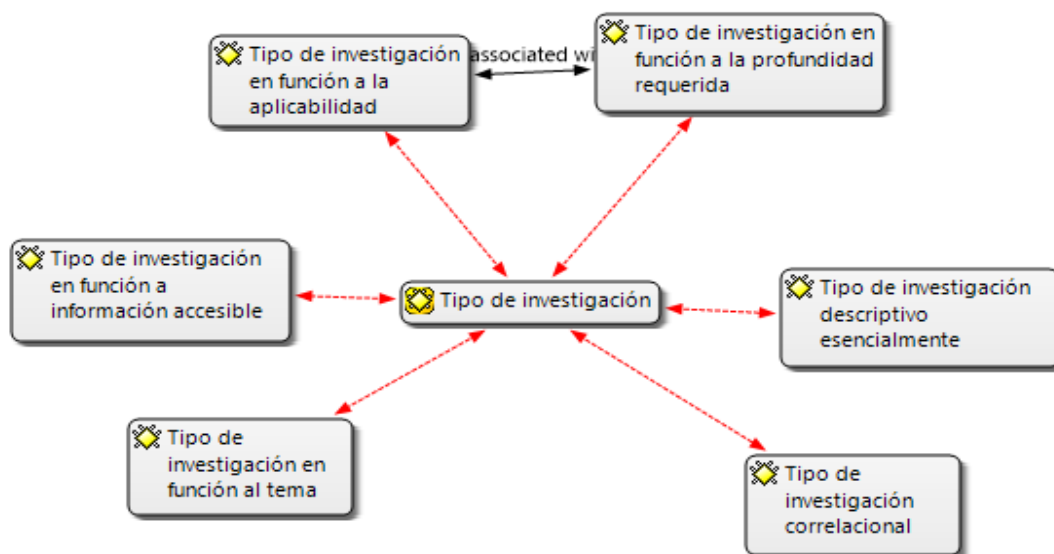 Tipo de investigación
en función a la
aplicabilidad
associated wi
Tipo de investigación en
función a la profundidad
requerida
Tipo de investigación
en función a
información accesible
Tipo de investigación
Tipo de investigación
descriptivo
esencialmente
Tipo de
investigación en
función al tema
Tipo de
investigación
correlacional